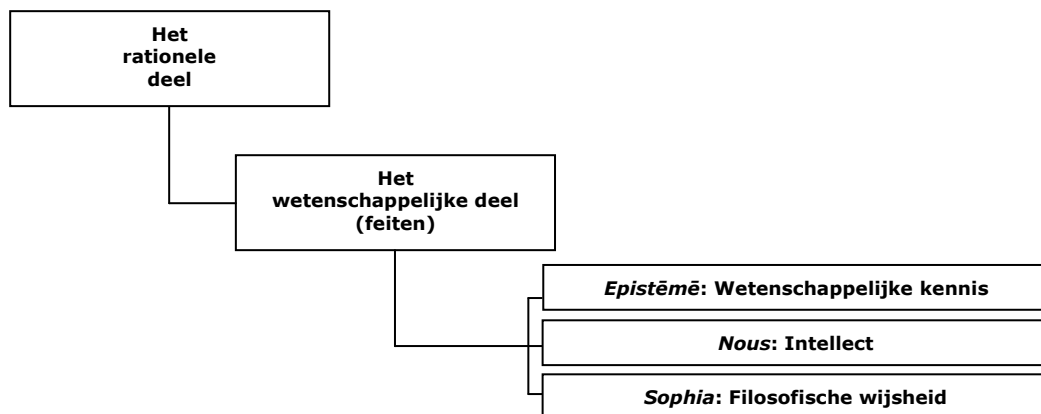 Het
rationele
deel
Het
wetenschappelijke deel
(feiten)
Epistēmē: Wetenschappelijke kennis
Nous: Intellect
Sophia: Filosofische wijsheid